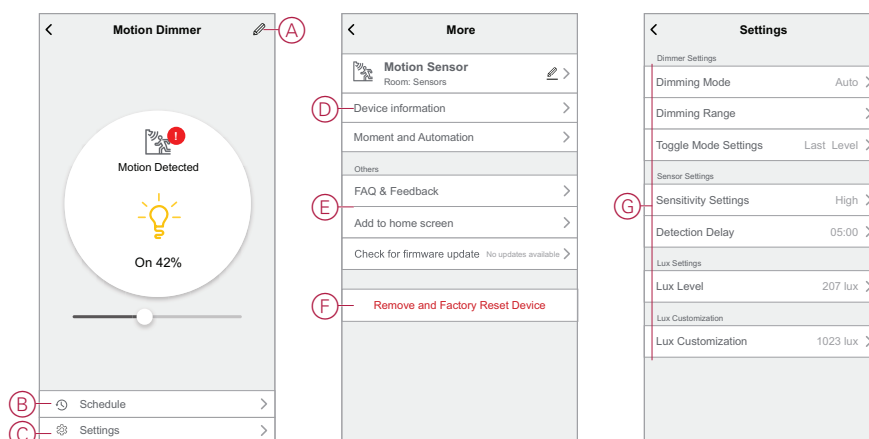 Motion Dimmer
A
!
Motion Detected
On 42%
B
Schedule
C
Settings
More
Motion Sensor
Room: Sensors
D
Device information
Moment and Automation
Others
E
FAQ & Feedback
Add to home screen
Check for firmware update No updates available
F
Remove and Factory Reset Device
Settings
Dimmer Settings
Dimming Mode Auto
Dimming Range
Toggle Mode Settings Last Level
Sensor Settings
G
Sensitivity Settings High
Detection Delay 05:00
Lux Settings
Lux Level 207 lux
Lux Customization
Lux Customization 1023 lux